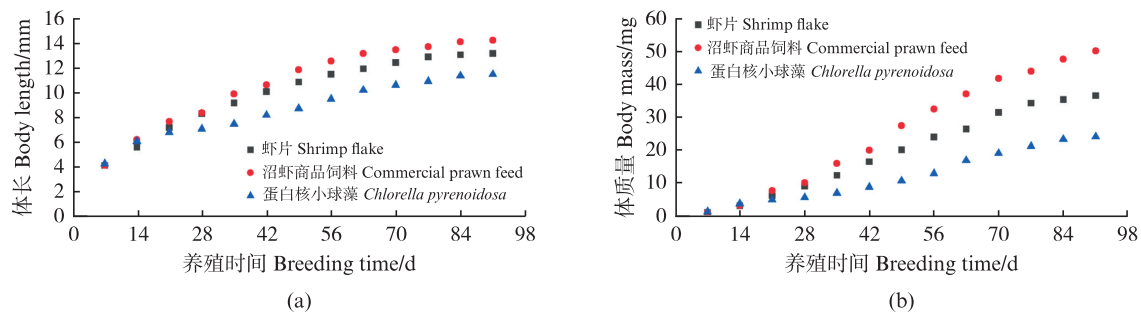 体长 Body length/mm
16
14
12
10
8
6
4
2
0
虾片 Shrimp flake
沼虾商品饲料 Commercial prawn feed
蛋白核小球藻 Chlorella pyrenoidosa
0 14 28 42 56 70 84 98
养殖时间 Breeding time/d
(a)
体质量 Body mass/mg
60
50
40
30
20
10
0
虾片 Shrimp flake
沼虾商品饲料 Commercial prawn feed
蛋白核小球藻 Chlorella pyrenoidosa
0 14 28 42 56 70 84 98
养殖时间 Breeding time/d
(b)